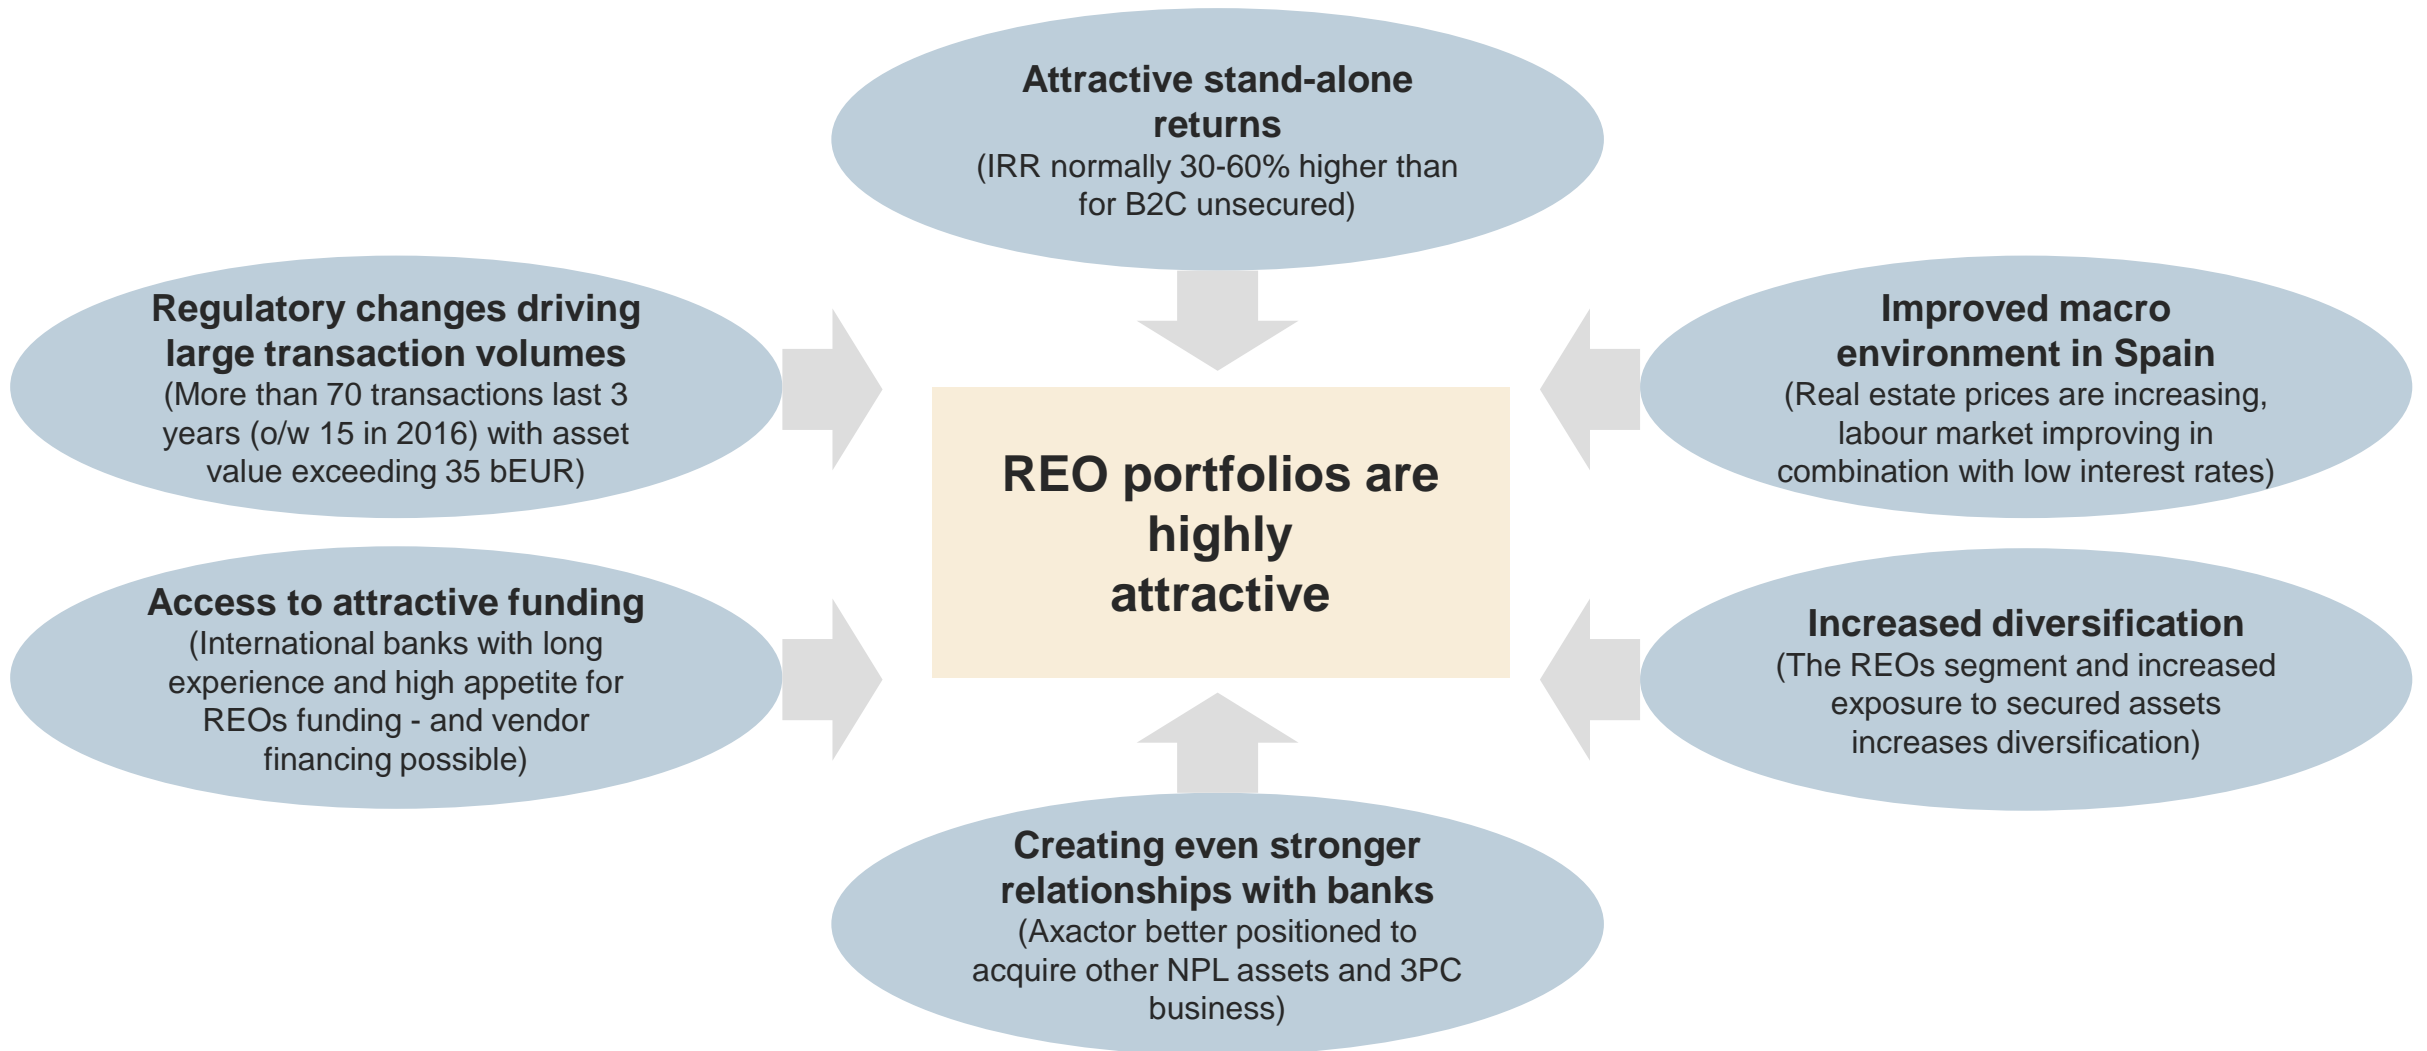 Attractive stand-alone
returns
(IRR normally 30-60% higher than
for B2C unsecured)
Regulatory changes driving
large transaction volumes
(More than 70 transactions last 3
years (o/w 15 in 2016) with asset
value exceeding 35 bEUR)
Improved macro
environment in Spain
(Real estate prices are increasing,
labour market improving in
combination with low interest rates)
REO portfolios are
highly
attractive
Access to attractive funding
(International banks with long
experience and high appetite for
REOs funding - and vendor
financing possible)
Increased diversification
(The REOs segment and increased
exposure to secured assets
increases diversification)
Creating even stronger
relationships with banks
(Axactor better positioned to
acquire other NPL assets and 3PC
business)